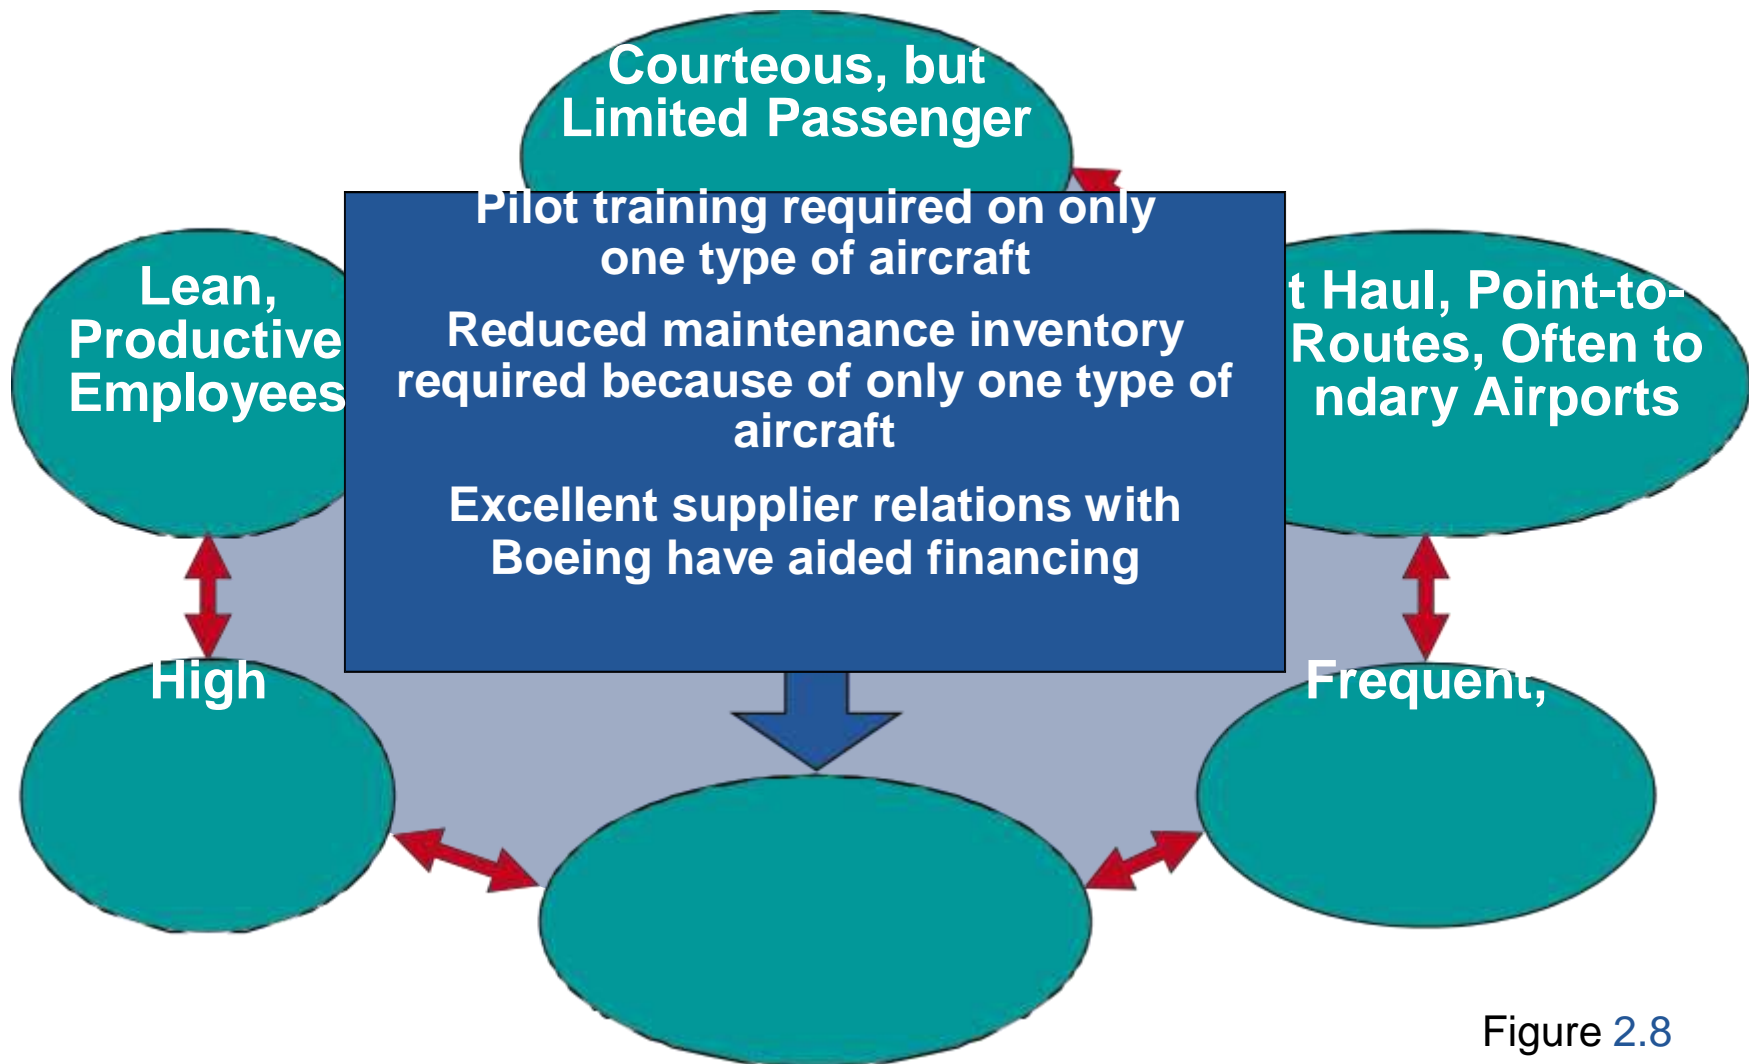 Courteous, but
Limited Passenger
Pilot training required on only
one type of aircraft
Reduced maintenance inventory
required because of only one type of
aircraft
Excellent supplier relations with
Boeing have aided financing
Lean,
Productive
Employees
t Haul, Point-to-
Routes, Often to
ndary Airports
High
Frequent,
Figure 2.8